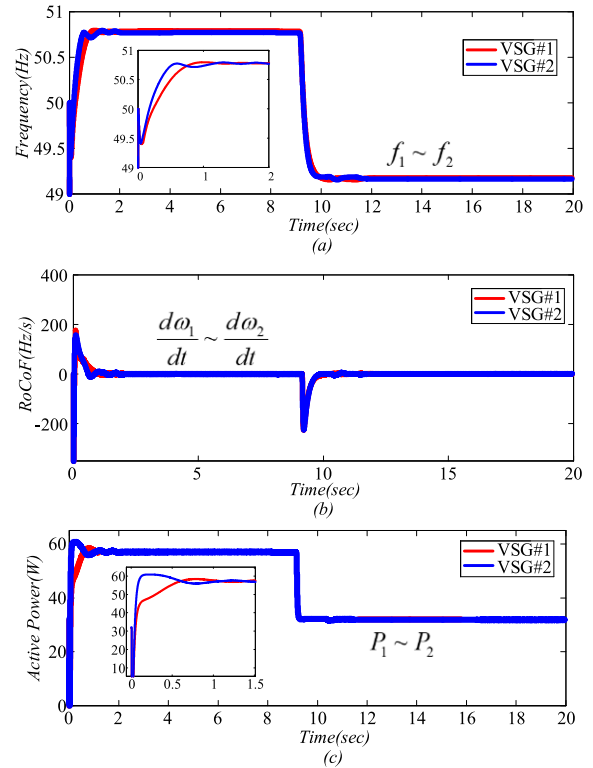 51
50.5
50
49.5
49
Frequency(Hz)
51
50.5
50
49.5
49
0
1
2
VSG#1
VSG#2
f₁ ~ f₂
0 2 4 6 8 10 12 14 16 18 20
Time(sec)
(a)
400
200
0
-200
RoCoF(Hz/s)
dω₁/dt ~ dω₂/dt
VSG#1
VSG#2
0 5 10 15 20
Time(sec)
(b)
60
40
20
0
Active Power(W)
60
50
40
30
20
10
0 0.5 1 1.5
VSG#1
VSG#2
P₁ ~ P₂
0 2 4 6 8 10 12 14 16 18 20
Time(sec)
(c)